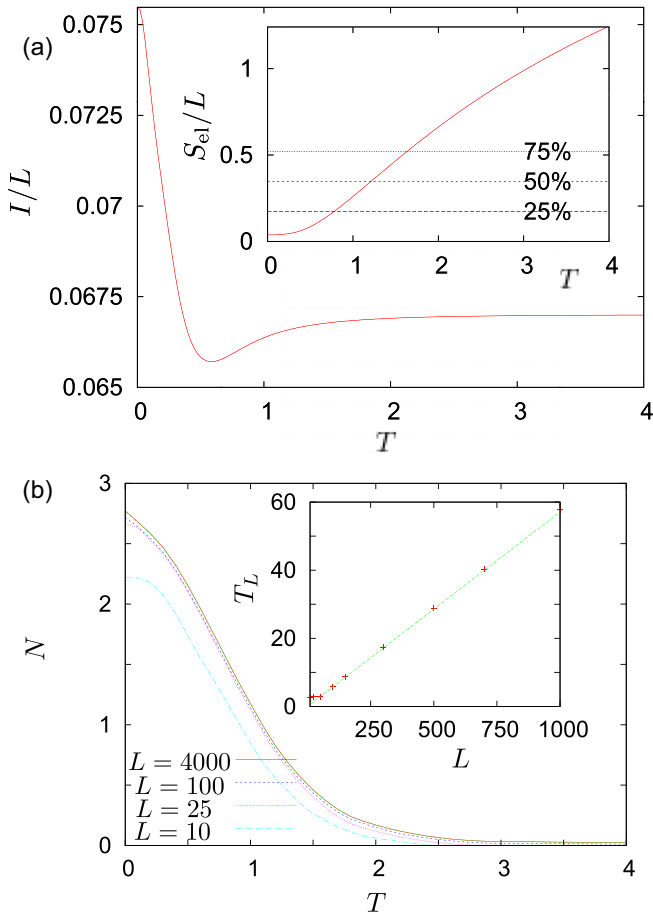 (a)
I/L
0.075
0.0725
0.07
0.0675
0.065
0 1 2 3 4
T
S_el/L
1
0.5
0
75%
50%
25%
0 1 2 3 4
T
(b)
N
3
2
1
0
0 1 2 3 4
T
L = 4000
L = 100
L = 25
L = 10
T_L
60
40
20
0
250 500 750 1000
L